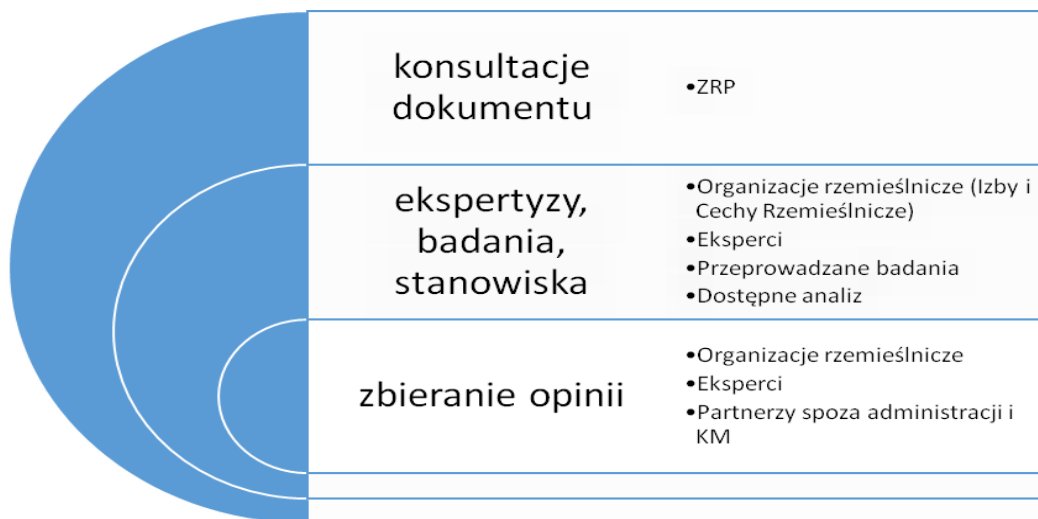 konsultacje
dokumentu
•ZRP
ekspertyzy,
badania,
stanowiska
•Organizacje rzemieślnicze (Izby i
Cechy Rzemieślnicze)
•Eksperci
•Przeprowadzane badania
•Dostępne analiz
zbieranie opinii
•Organizacje rzemieślnicze
•Eksperci
•Partnerzy spoza administracji i
KM